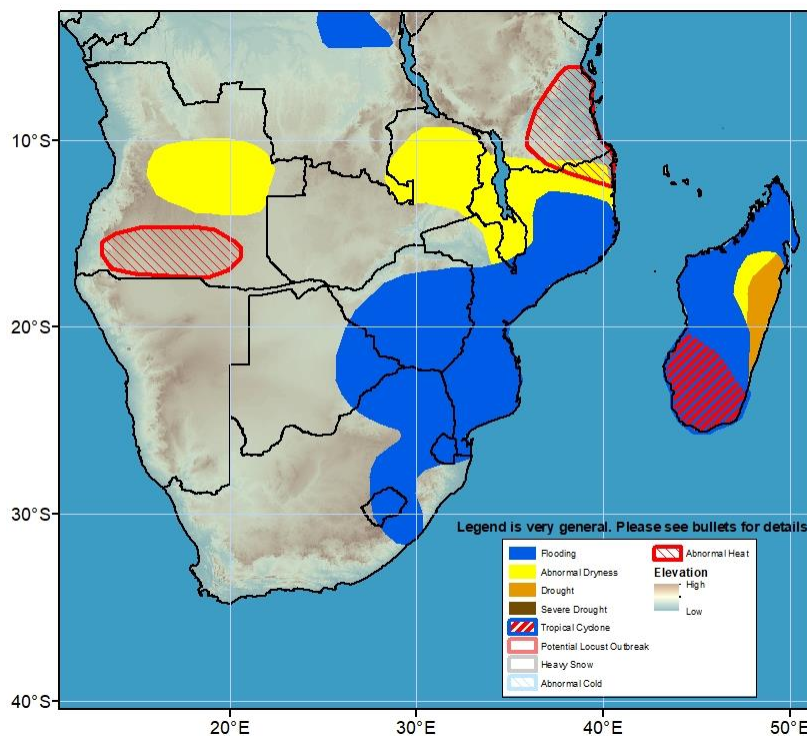 10°S
20°S
30°S
40°S
20°E
30°E
40°E
50°E
Legend is very general. Please see bullets for details
Flooding
Abnormal Dryness
Drought
Severe Drought
Tropical Cyclone
Potential Locust Outbreak
Heavy Snow
Abnormal Cold
Abnormal Heat
Elevation
High
Low